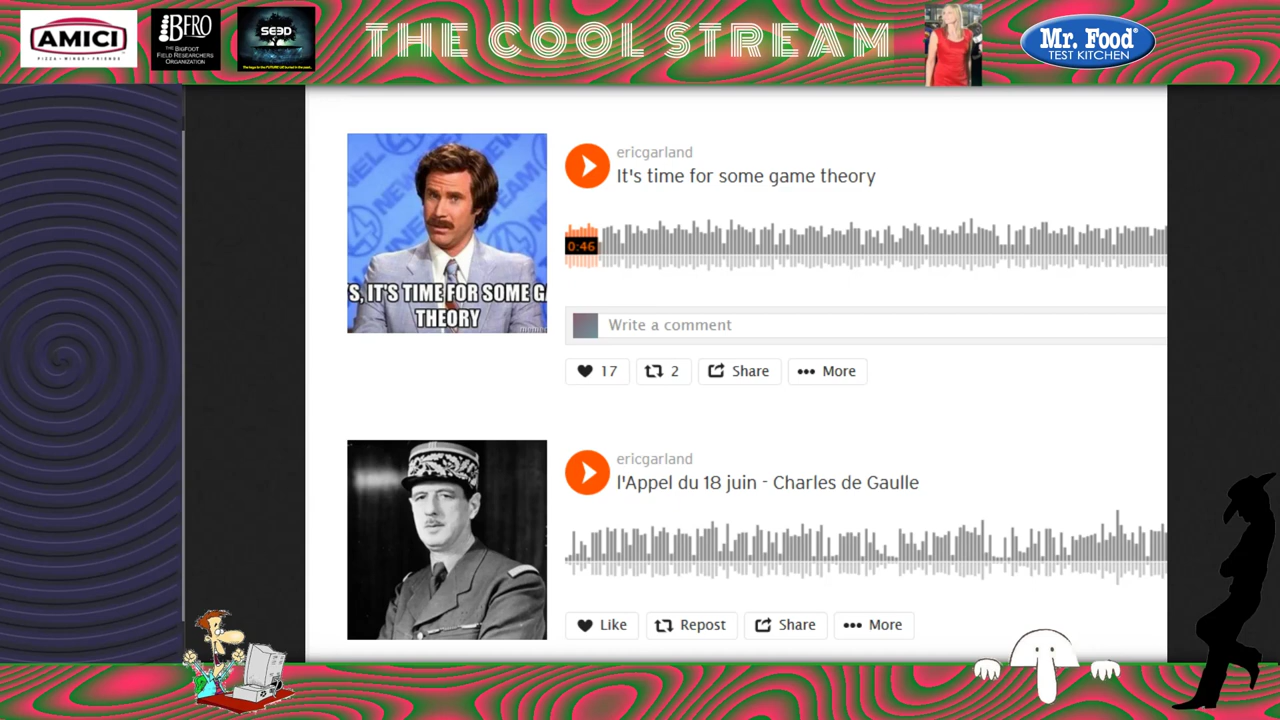 AMICI
PIZZA • WINGS • FRIENDS
BFRO
THE BIGFOOT
FIELD RESEARCHERS
ORGANIZATION
SEED
THE COOL STREAM
Mr. Food®
TEST KITCHEN
ericgarland
It's time for some game theory
0:46
S, IT'S TIME FOR SOME GA
THEORY
Write a comment
17
2
Share
More
ericgarland
l'Appel du 18 juin - Charles de Gaulle
Like
Repost
Share
More